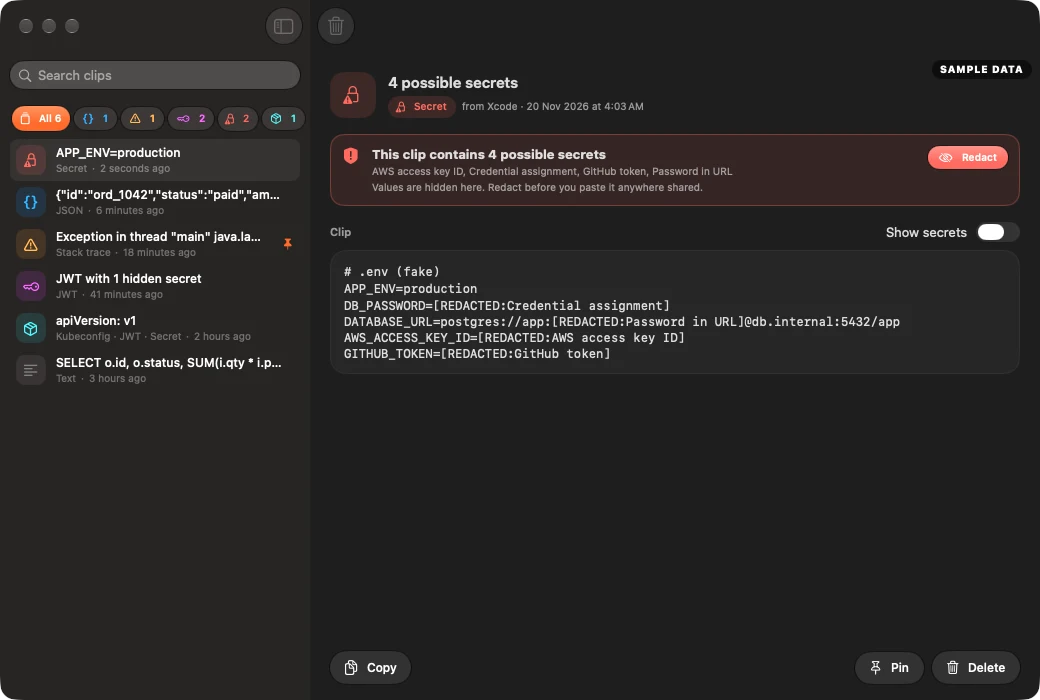 Search clips
All 6
{} 1
1
2
2
1
APP_ENV=production
Secret · 2 seconds ago
{}
{"id":"ord_1042","status":"paid","am...
JSON · 6 minutes ago
Exception in thread "main" java.la...
Stack trace · 18 minutes ago
JWT with 1 hidden secret
JWT · 41 minutes ago
apiVersion: v1
Kubeconfig · JWT · Secret · 2 hours ago
SELECT o.id, o.status, SUM(i.qty * i.p...
Text · 3 hours ago
SAMPLE DATA
4 possible secrets
Secret from Xcode · 20 Nov 2026 at 4:03 AM
This clip contains 4 possible secrets
AWS access key ID, Credential assignment, GitHub token, Password in URL
Values are hidden here. Redact before you paste it anywhere shared.
Redact
Clip
Show secrets
# .env (fake)
APP_ENV=production
DB_PASSWORD=[REDACTED:Credential assignment]
DATABASE_URL=postgres://app:[REDACTED:Password in URL]@db.internal:5432/app
AWS_ACCESS_KEY_ID=[REDACTED:AWS access key ID]
GITHUB_TOKEN=[REDACTED:GitHub token]
Copy
Pin
Delete